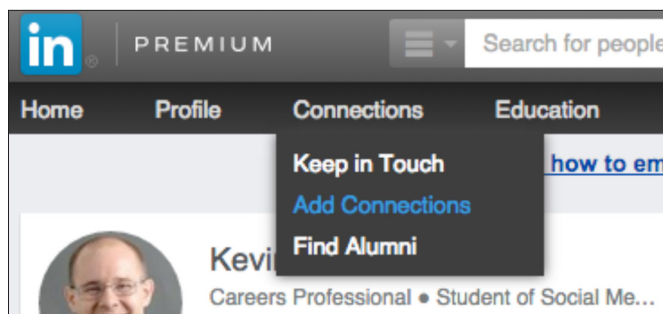 in® PREMIUM Search for people
Home Profile Connections Education
Keep in Touch how to em
Add Connections
Find Alumni
Kevi
Careers Professional • Student of Social Me...